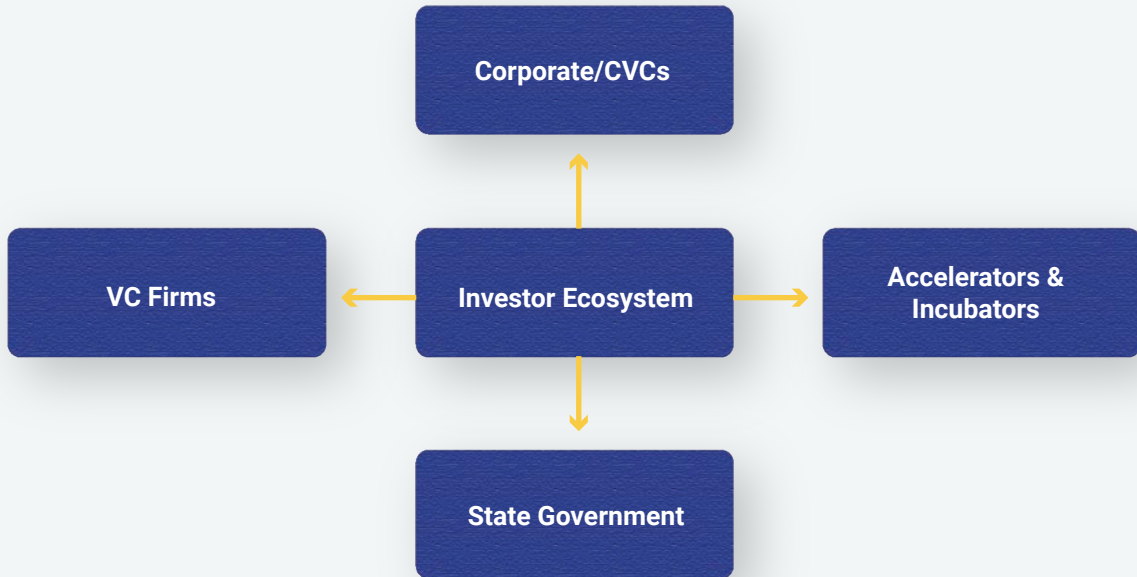 Corporate/CVCs
VC Firms
Investor Ecosystem
Accelerators &
Incubators
State Government